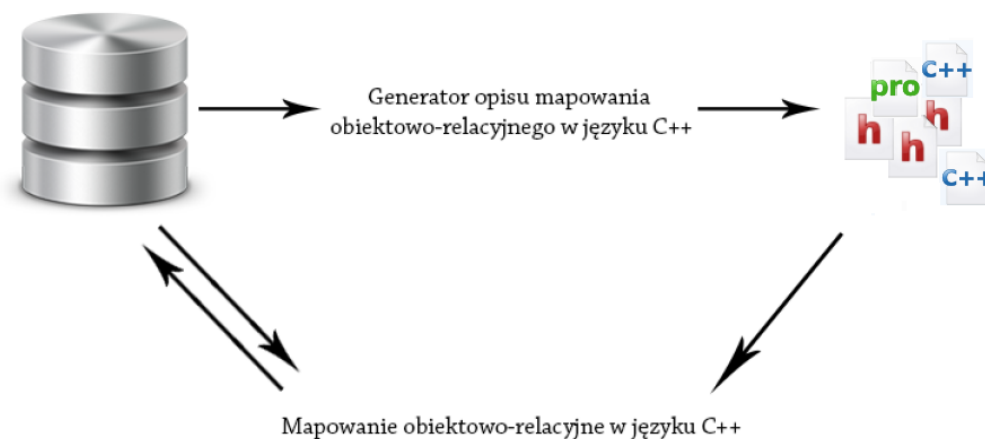 Generator opisu mapowania
obiektowo-relacyjnego w języku C++
C++
pro
h
h
h
C++
Mapowanie obiektowo-relacyjne w języku C++